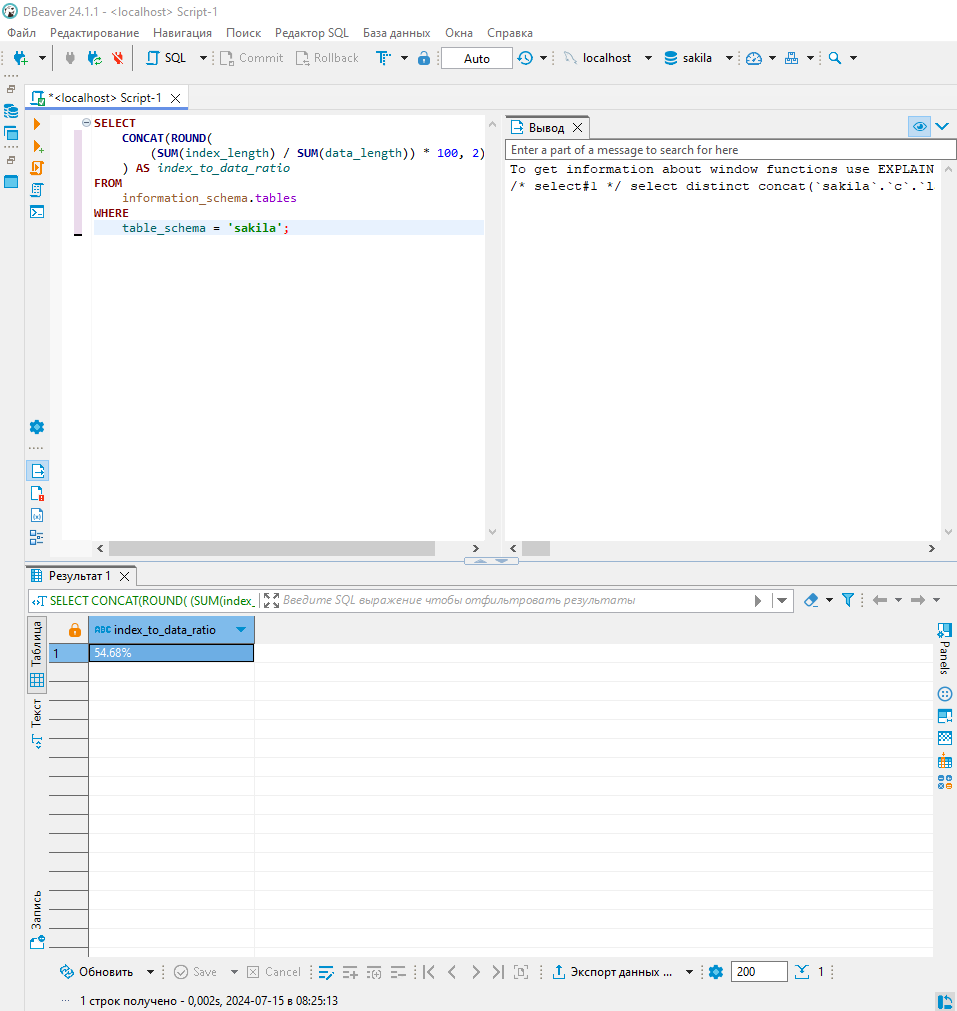 DBeaver 24.1.1 - <localhost> Script-1
Файл Редактирование Навигация Поиск Редактор SQL База данных Окна Справка
SQL Commit Rollback Auto localhost sakila
*<localhost> Script-1
SELECT
CONCAT(ROUND(
(SUM(index_length) / SUM(data_length)) * 100, 2)
) AS index_to_data_ratio
FROM
information_schema.tables
WHERE
table_schema = 'sakila';
Вывод
Enter a part of a message to search for here
To get information about window functions use EXPLAIN
/* select#1 */ select distinct concat(`sakila`.`c`.`l
Результат 1
SELECT CONCAT(ROUND( (SUM(index_ Введите SQL выражение чтобы отфильтровать результаты
Таблица
Текст
Запись
ABC index_to_data_ratio
1 54.68%
Panels
Обновить Save Cancel Экспорт данных ... 200 1
1 строк получено - 0,002s, 2024-07-15 в 08:25:13